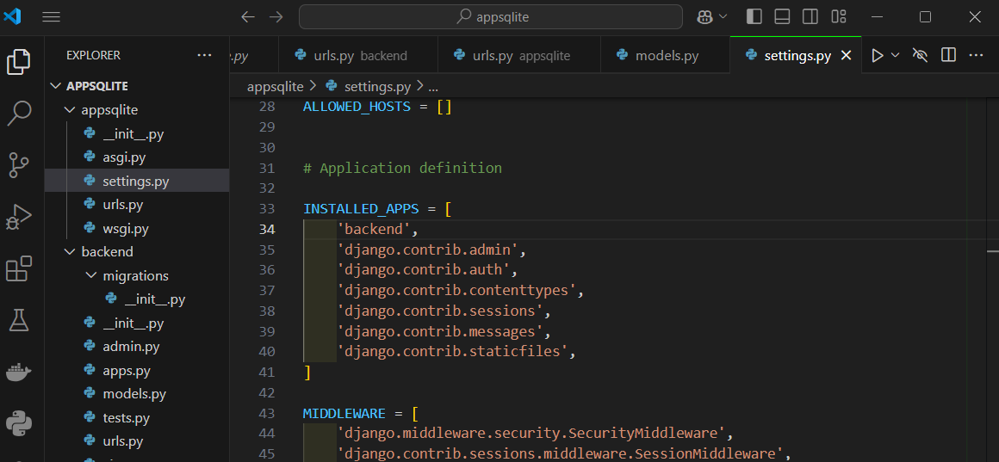 appsqlite
EXPLORER
.py
urls.py backend
urls.py appsqlite
models.py
settings.py
APPSQLITE
appsqlite
__init__.py
asgi.py
settings.py
urls.py
wsgi.py
backend
migrations
__init__.py
__init__.py
admin.py
apps.py
models.py
tests.py
urls.py
appsqlite > settings.py > ...
28 ALLOWED_HOSTS = []
29
30
31 # Application definition
32
33 INSTALLED_APPS = [
34 'backend',
35 'django.contrib.admin',
36 'django.contrib.auth',
37 'django.contrib.contenttypes',
38 'django.contrib.sessions',
39 'django.contrib.messages',
40 'django.contrib.staticfiles',
41 ]
42
43 MIDDLEWARE = [
44 'django.middleware.security.SecurityMiddleware',
45 'django.contrib.sessions.middleware.SessionMiddleware',